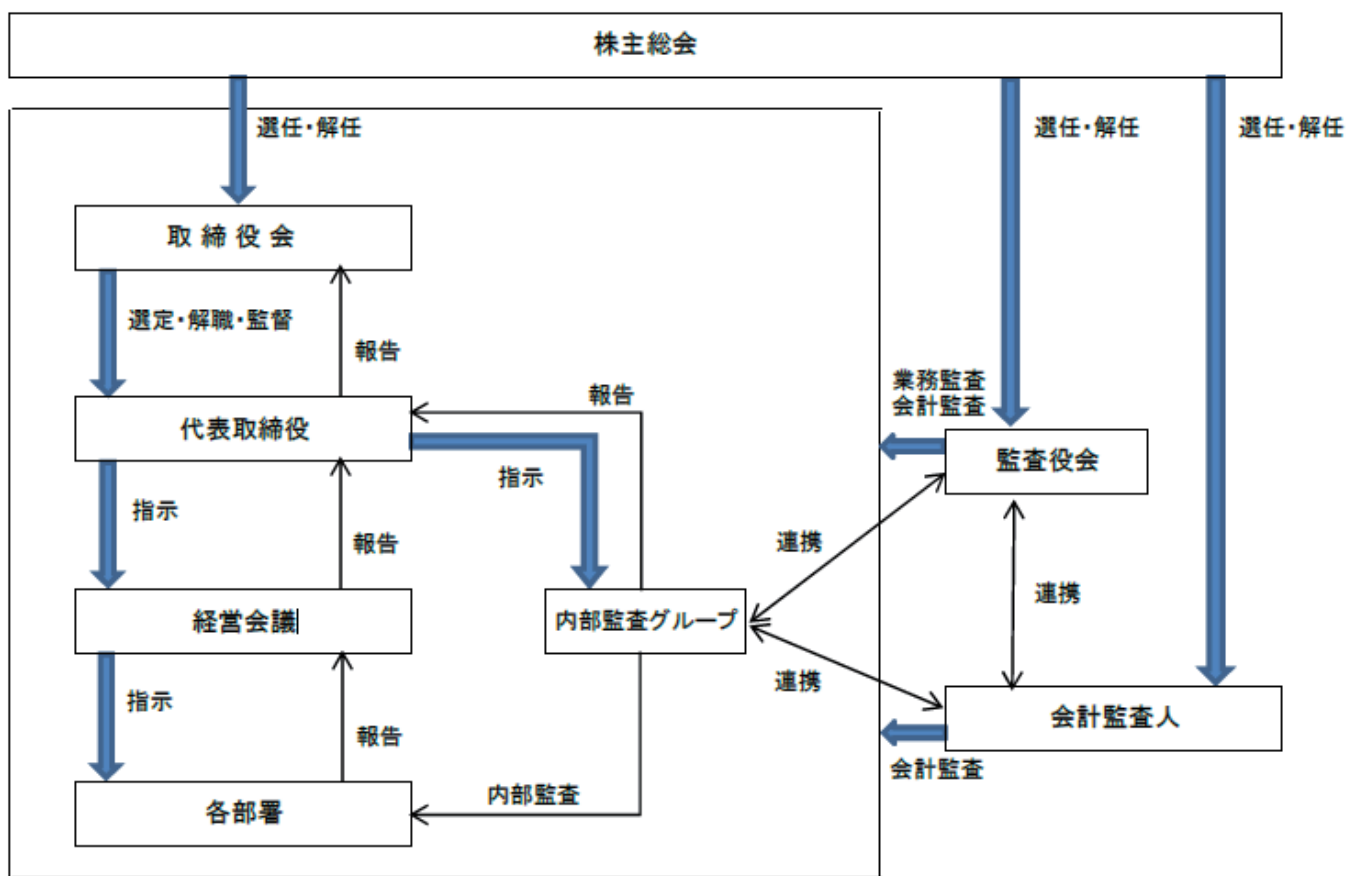 株主総会
選任・解任
選任・解任
選任・解任
取締役会
選定・解職・監督
報告
業務監査
会計監査
代表取締役
報告
指示
監査役会
指示
報告
連携
連携
経営会議
内部監査グループ
指示
連携
会計監査人
報告
会計監査
内部監査
各部署